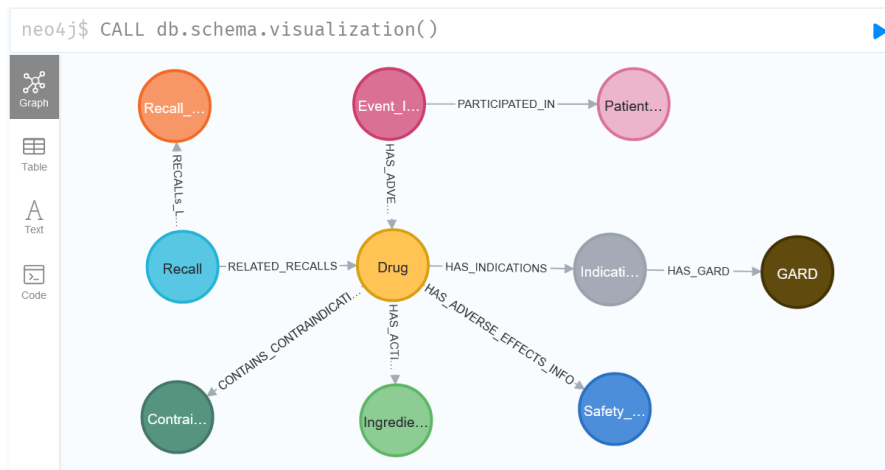 neo4j$ CALL db.schema.visualization()
Graph
Table
Text
Code
Recall_...
Event_I...
PARTICIPATED_IN
Patient...
RECALLs_L...
HAS_ADVE...
Recall
RELATED_RECALLS
Drug
HAS_INDICATIONS
Indicati...
HAS_GARD
GARD
CONTAINS_CONTRAINDICATI...
HAS_ACTI...
HAS_ADVERSE_EFFECTS_INFO
Contrai...
Ingredie...
Safety_...